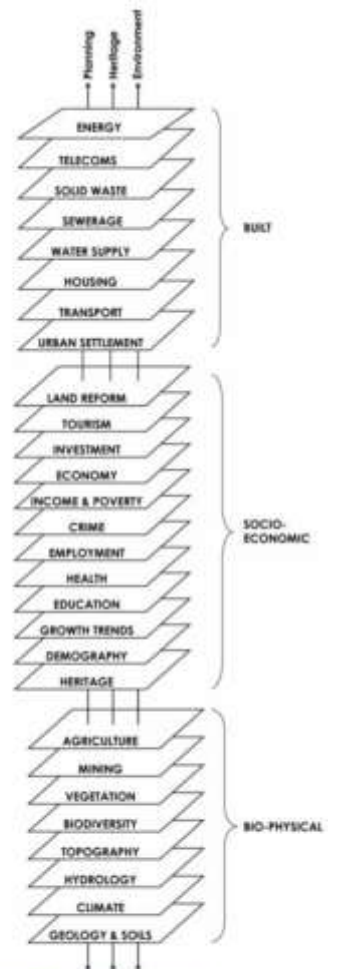 Planning
Heritage
Environment
ENERGY
TELECOMS
SOLID WASTE
SEWERAGE
WATER SUPPLY
HOUSING
TRANSPORT
URBAN SETTLEMENT
BUILT
LAND REFORM
TOURISM
INVESTMENT
ECONOMY
INCOME & POVERTY
CRIME
EMPLOYMENT
HEALTH
EDUCATION
GROWTH TRENDS
DEMOGRAPHY
HERITAGE
SOCIO-
ECONOMIC
AGRICULTURE
MINING
VEGETATION
BIODIVERSITY
TOPOGRAPHY
HYDROLOGY
CLIMATE
GEOLOGY & SOILS
BIO-PHYSICAL